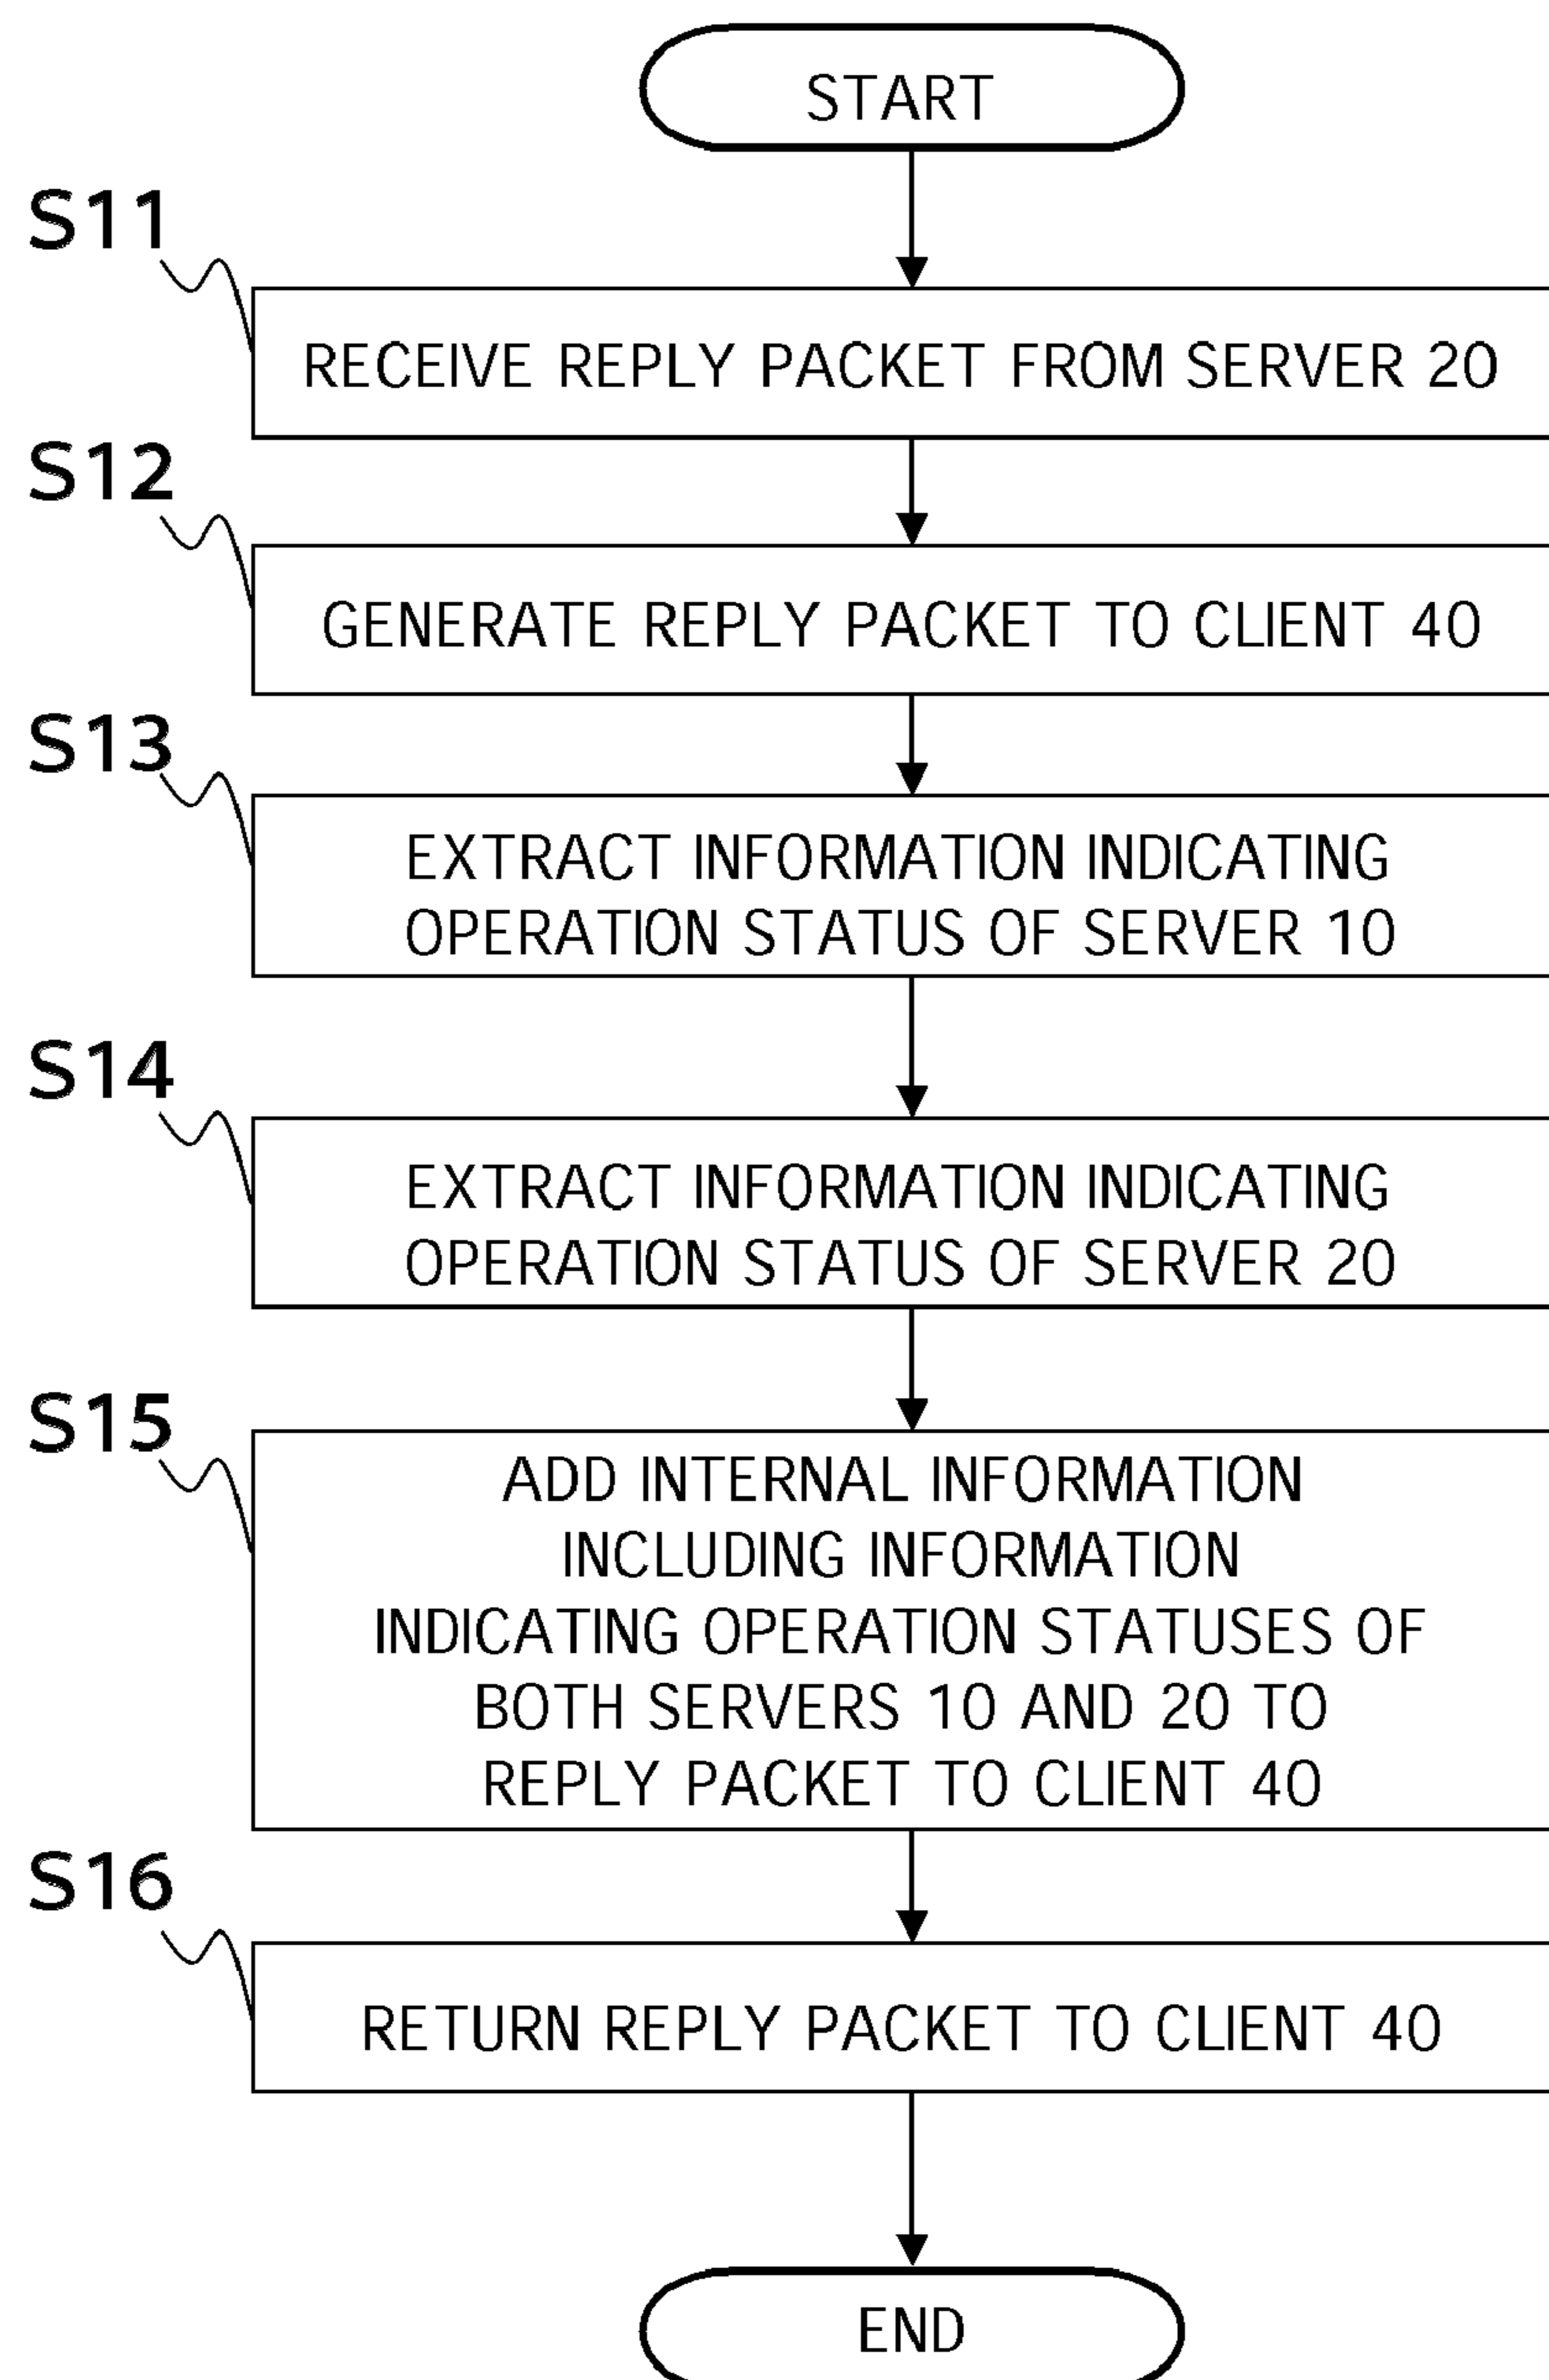 START
S11
RECEIVE REPLY PACKET FROM SERVER 20
S12
GENERATE REPLY PACKET TO CLIENT 40
S13
EXTRACT INFORMATION INDICATING
OPERATION STATUS OF SERVER 10
S14
EXTRACT INFORMATION INDICATING
OPERATION STATUS OF SERVER 20
S15
ADD INTERNAL INFORMATION
INCLUDING INFORMATION
INDICATING OPERATION STATUSES OF
BOTH SERVERS 10 AND 20 TO
REPLY PACKET TO CLIENT 40
S16
RETURN REPLY PACKET TO CLIENT 40
END